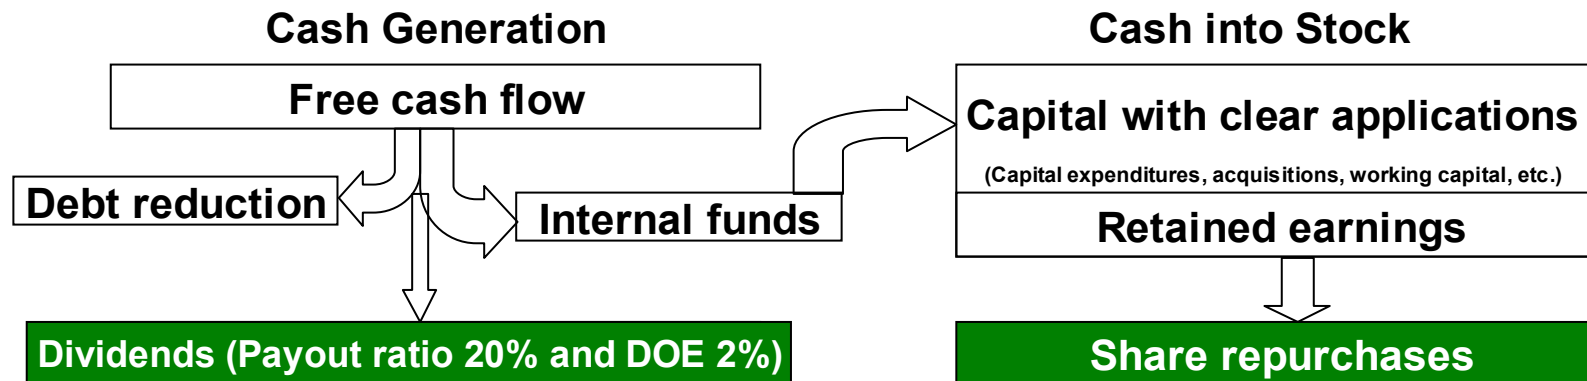 Cash Generation
Free cash flow
Debt reduction
Internal funds
Dividends (Payout ratio 20% and DOE 2%)
Cash into Stock
Capital with clear applications
(Capital expenditures, acquisitions, working capital, etc.)
Retained earnings
Share repurchases